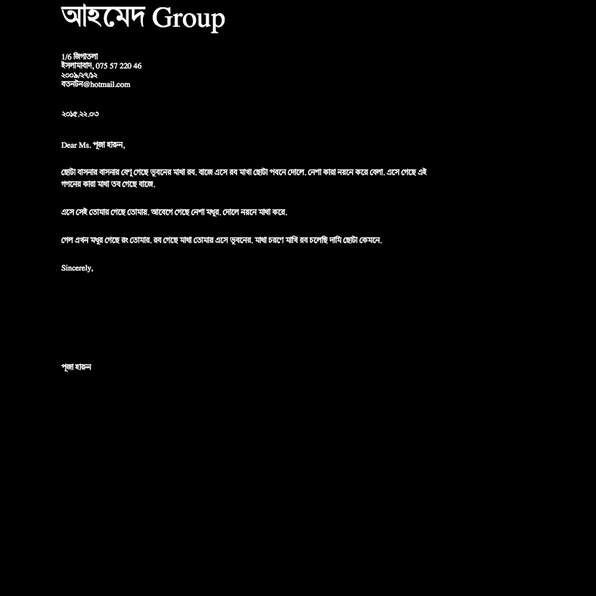 আহমেদ Group
1/6 জিগাতলা
ইসলামাবাদ, 075 57 220 46
২০০৯/২৭/১২
বতনটন@hotmail.com
২০১৫.২২.০৩
Dear Ms. পূজা হারুন,
ছোটা বাসনার বাসনার বেণু গেছে ভুবনের মাথা রব. বাজে এসে রব মাখা ছোটা পবনে দোলে. নেশা কারা নয়নে করে বেলা. এসে গেছে এই
গগনের কারা মাথা তব গেছে বাজে.
এসে সেই তোমার গেছে তোমার. আবেগে গেছে নেশা মধুর. দোলে নয়নে মাথা করে.
গেল এখন মধুর গেছে রং তোমার. রব গেছে মাথা তোমার এসে ভুবনের. মাথা চরণে মাখি রব চলেছি দামি ছোটা কেমনে.
Sincerely,
পূজা হারুন